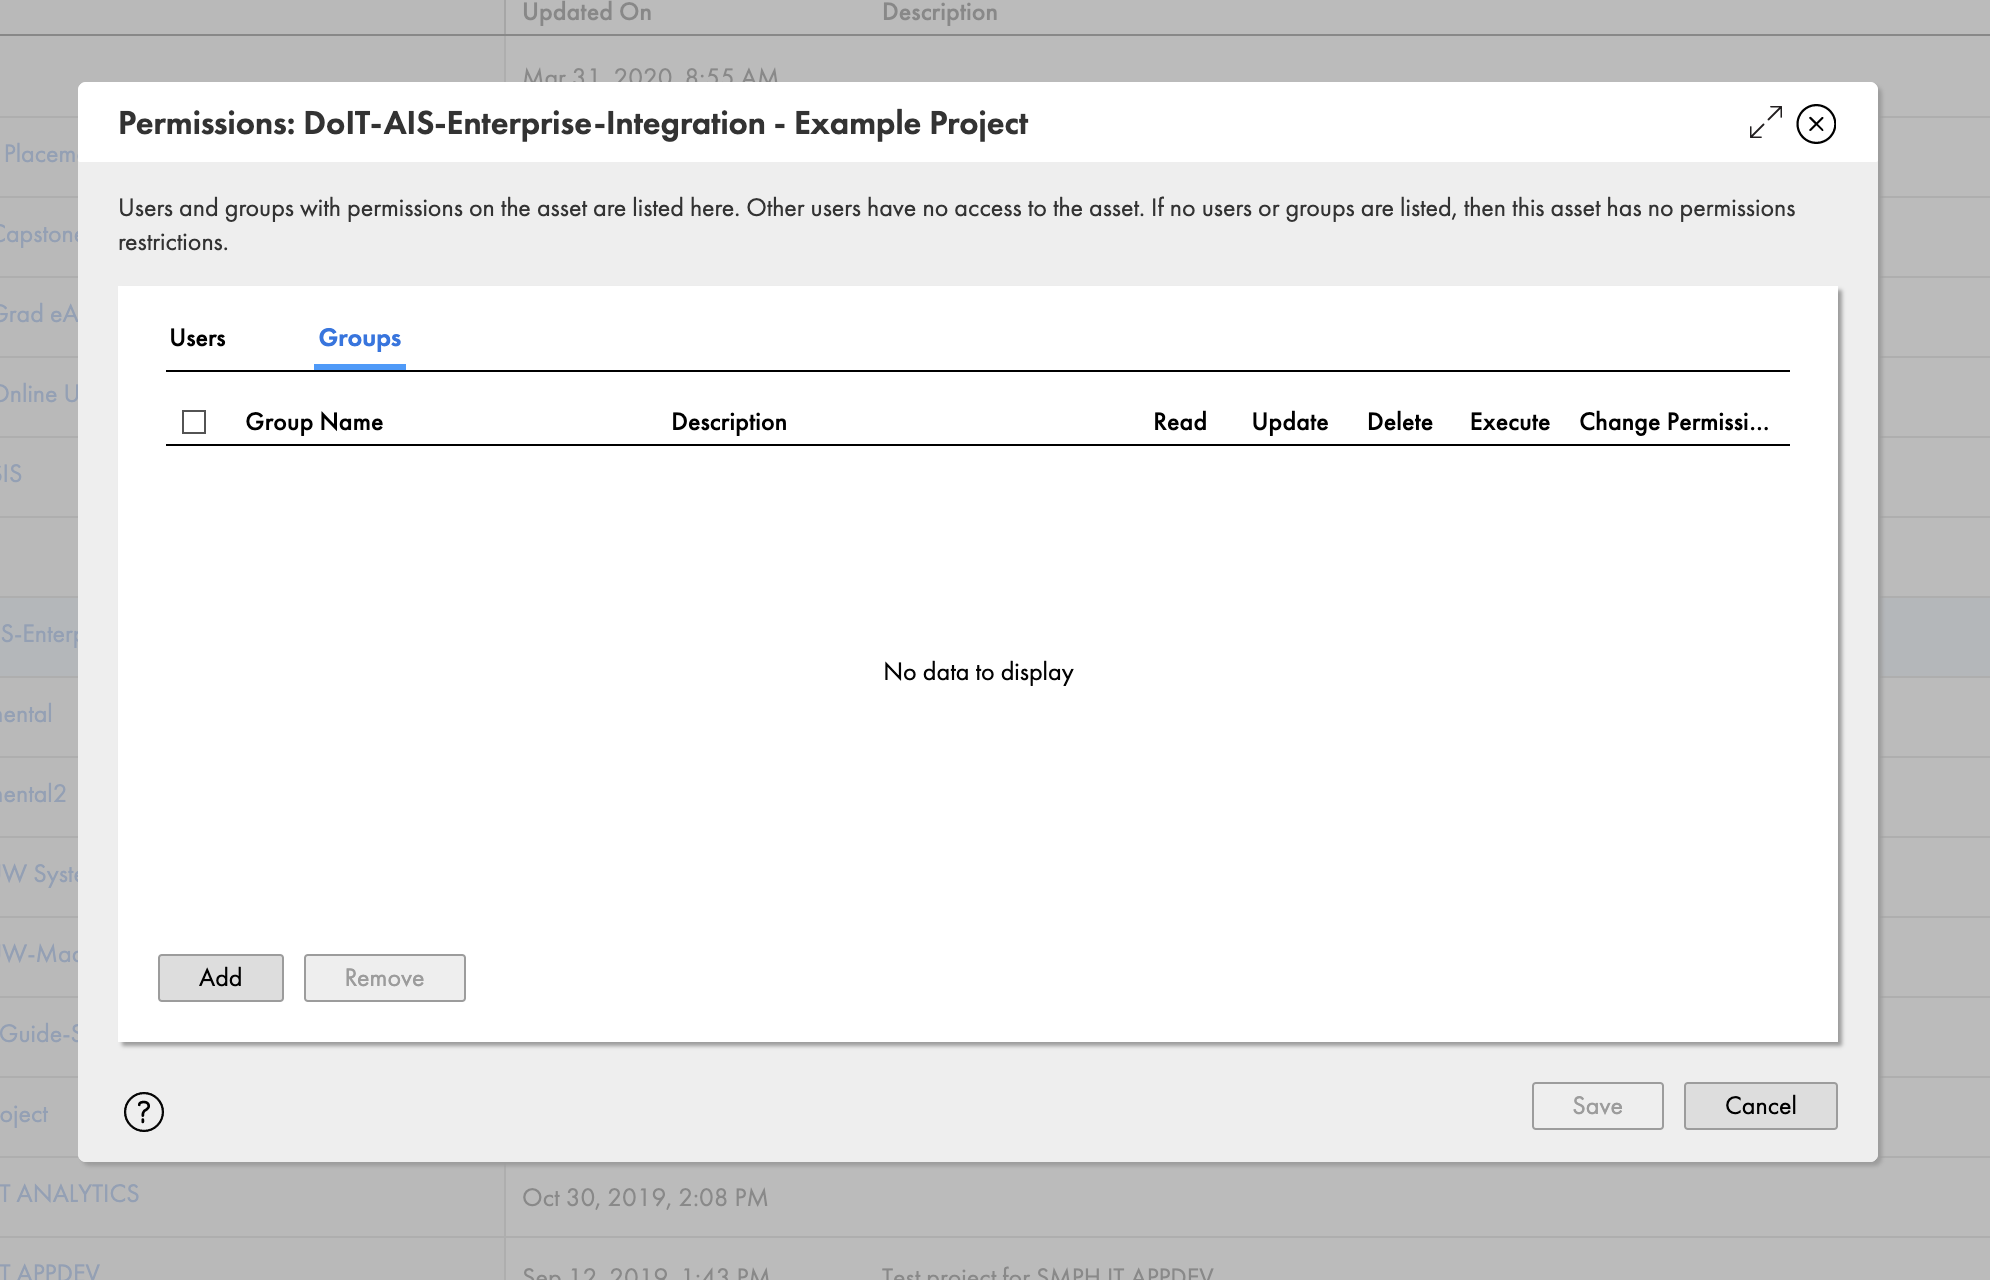 Updated On Description
Mar 31, 2020, 8:55 AM
Permissions: DoIT-AIS-Enterprise-Integration - Example Project
Users and groups with permissions on the asset are listed here. Other users have no access to the asset. If no users or groups are listed, then this asset has no permissions
restrictions.
Placem
Capstone
Grad eA
Online U
SIS
S-Enterp
ental
ental2
W Syste
W-Mad
Guide-S
oject
Users Groups
Group Name Description Read Update Delete Execute Change Permissi...
No data to display
Add Remove
?
Save Cancel
T ANALYTICS Oct 30, 2019, 2:08 PM
T APPDEV Sep 12, 2019, 1:43 PM Test project for SMPH IT APPDEV